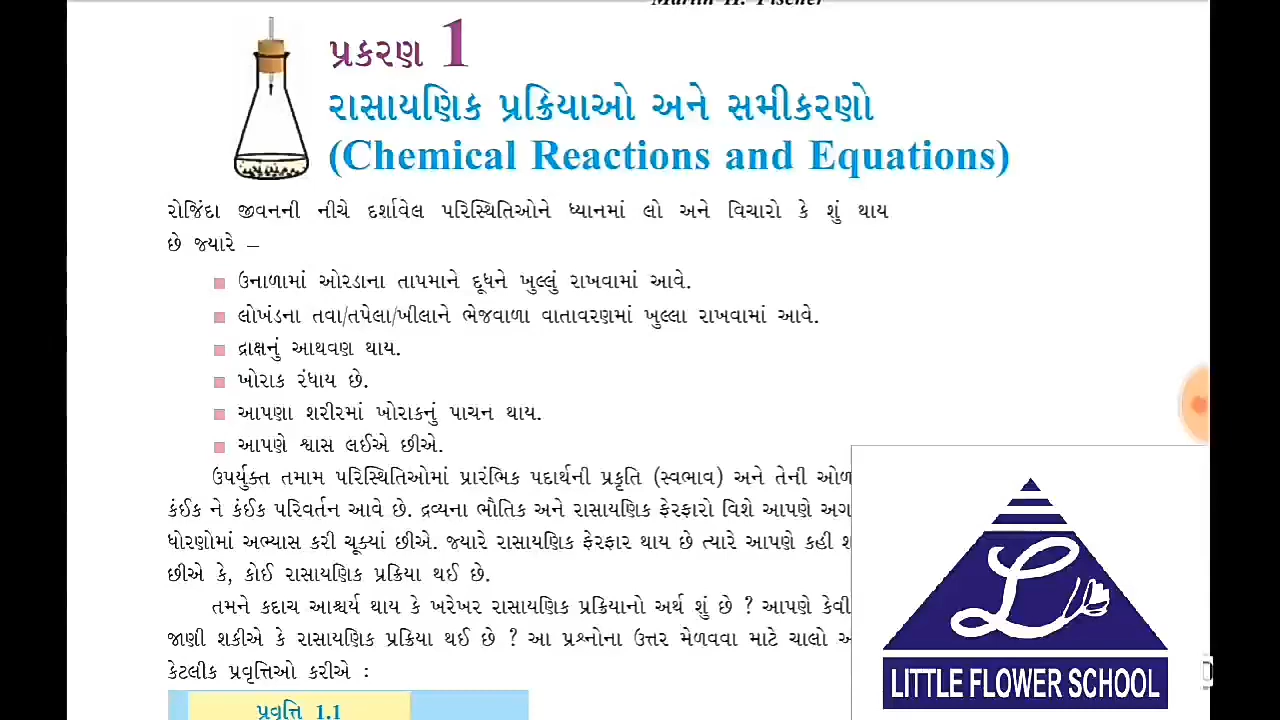 Martin H. Fischer
પ્રકરણ 1
રાસાયણિક પ્રક્રિયાઓ અને સમીકરણો
(Chemical Reactions and Equations)
રોજિંદા જીવનની નીચે દર્શાવેલ પરિસ્થિતિઓને ધ્યાનમાં લો અને વિચારો કે શું થાય
છે જ્યારે –
ઉનાળામાં ઓરડાના તાપમાને દૂધને ખુલ્લું રાખવામાં આવે.
લોખંડના તવા/તપેલા/ખીલાને ભેજવાળા વાતાવરણમાં ખુલ્લા રાખવામાં આવે.
દ્રાક્ષનું આથવણ થાય.
ખોરાક રંધાય છે.
આપણા શરીરમાં ખોરાકનું પાચન થાય.
આપણે શ્વાસ લઈએ છીએ.
ઉપર્યુક્ત તમામ પરિસ્થિતિઓમાં પ્રારંભિક પદાર્થની પ્રકૃતિ (સ્વભાવ) અને તેની
કંઈક ને કંઈક પરિવર્તન આવે છે. દ્રવ્યના ભૌતિક અને રાસાયણિક ફેરફારો વિશે આપણે
ધોરણોમાં અભ્યાસ કરી ચૂક્યાં છીએ. જ્યારે રાસાયણિક ફેરફાર થાય છે ત્યારે આપણે કહી
છીએ કે, કોઈ રાસાયણિક પ્રક્રિયા થઈ છે.
તમને કદાચ આશ્ચર્ય થાય કે ખરેખર રાસાયણિક પ્રક્રિયાનો અર્થ શું છે ? આપણે કેવી
જાણી શકીએ કે રાસાયણિક પ્રક્રિયા થઈ છે ? આ પ્રશ્નોના ઉત્તર મેળવવા માટે ચાલો
કેટલીક પ્રવૃત્તિઓ કરીએ :
પ્રવૃત્તિ 1.1
LITTLE FLOWER SCHOOL